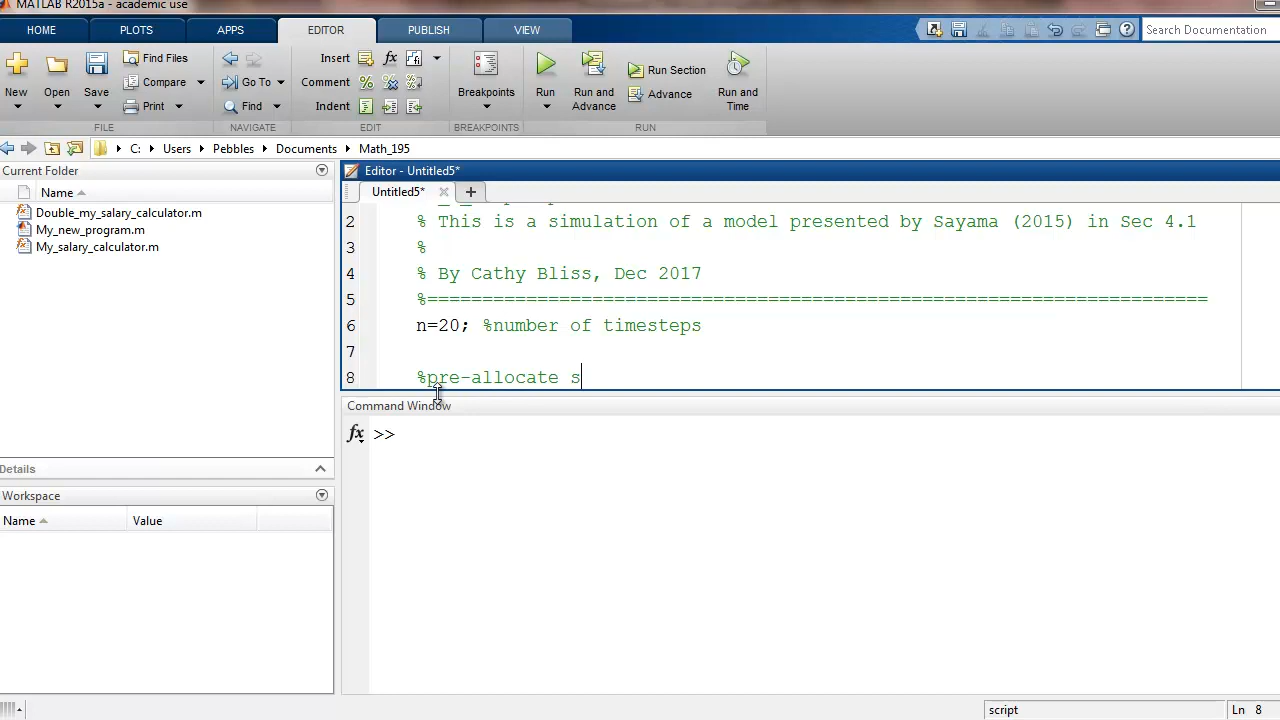 MATLAB R2015a - academic use
HOME PLOTS APPS EDITOR PUBLISH VIEW Search Documentation
New Open Save Find Files Compare Print
Go To Find
Insert fx
Comment
Indent
Breakpoints
Run Run and Advance Run Section Advance Run and Time
FILE NAVIGATE EDIT BREAKPOINTS RUN
C: Users Pebbles Documents Math_195
Current Folder
Name
Double_my_salary_calculator.m
My_new_program.m
My_salary_calculator.m
Details
Workspace
Name Value
Editor - Untitled5*
Untitled5*
2 % This is a simulation of a model presented by Sayama (2015) in Sec 4.1
3 %
4 % By Cathy Bliss, Dec 2017
5 %=======================================================================
6 n=20; %number of timesteps
7
8 %pre-allocate s
Command Window
fx >>
script Ln 8